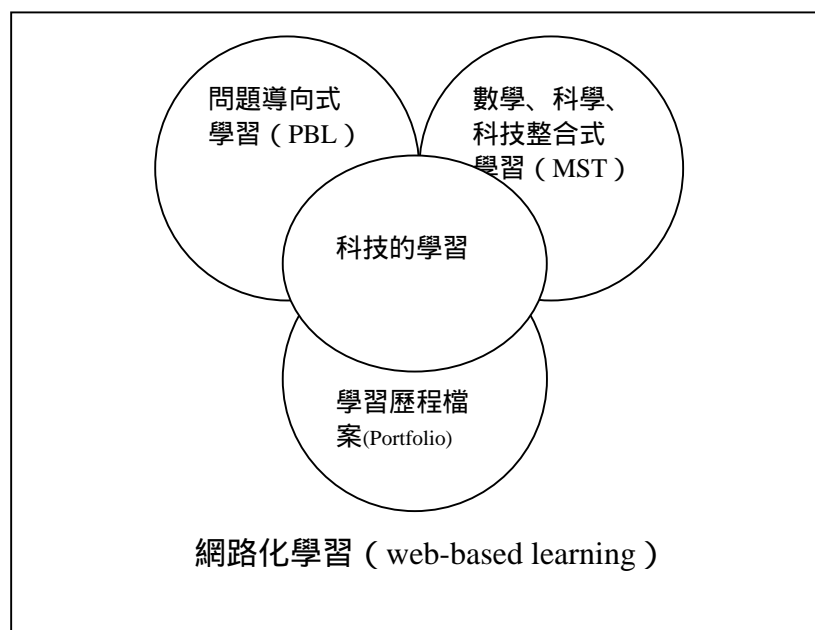 問題導向式
學習（PBL）
數學、科學、
科技整合式
學習（MST）
科技的學習
學習歷程檔
案(Portfolio)
網路化學習（web-based learning）